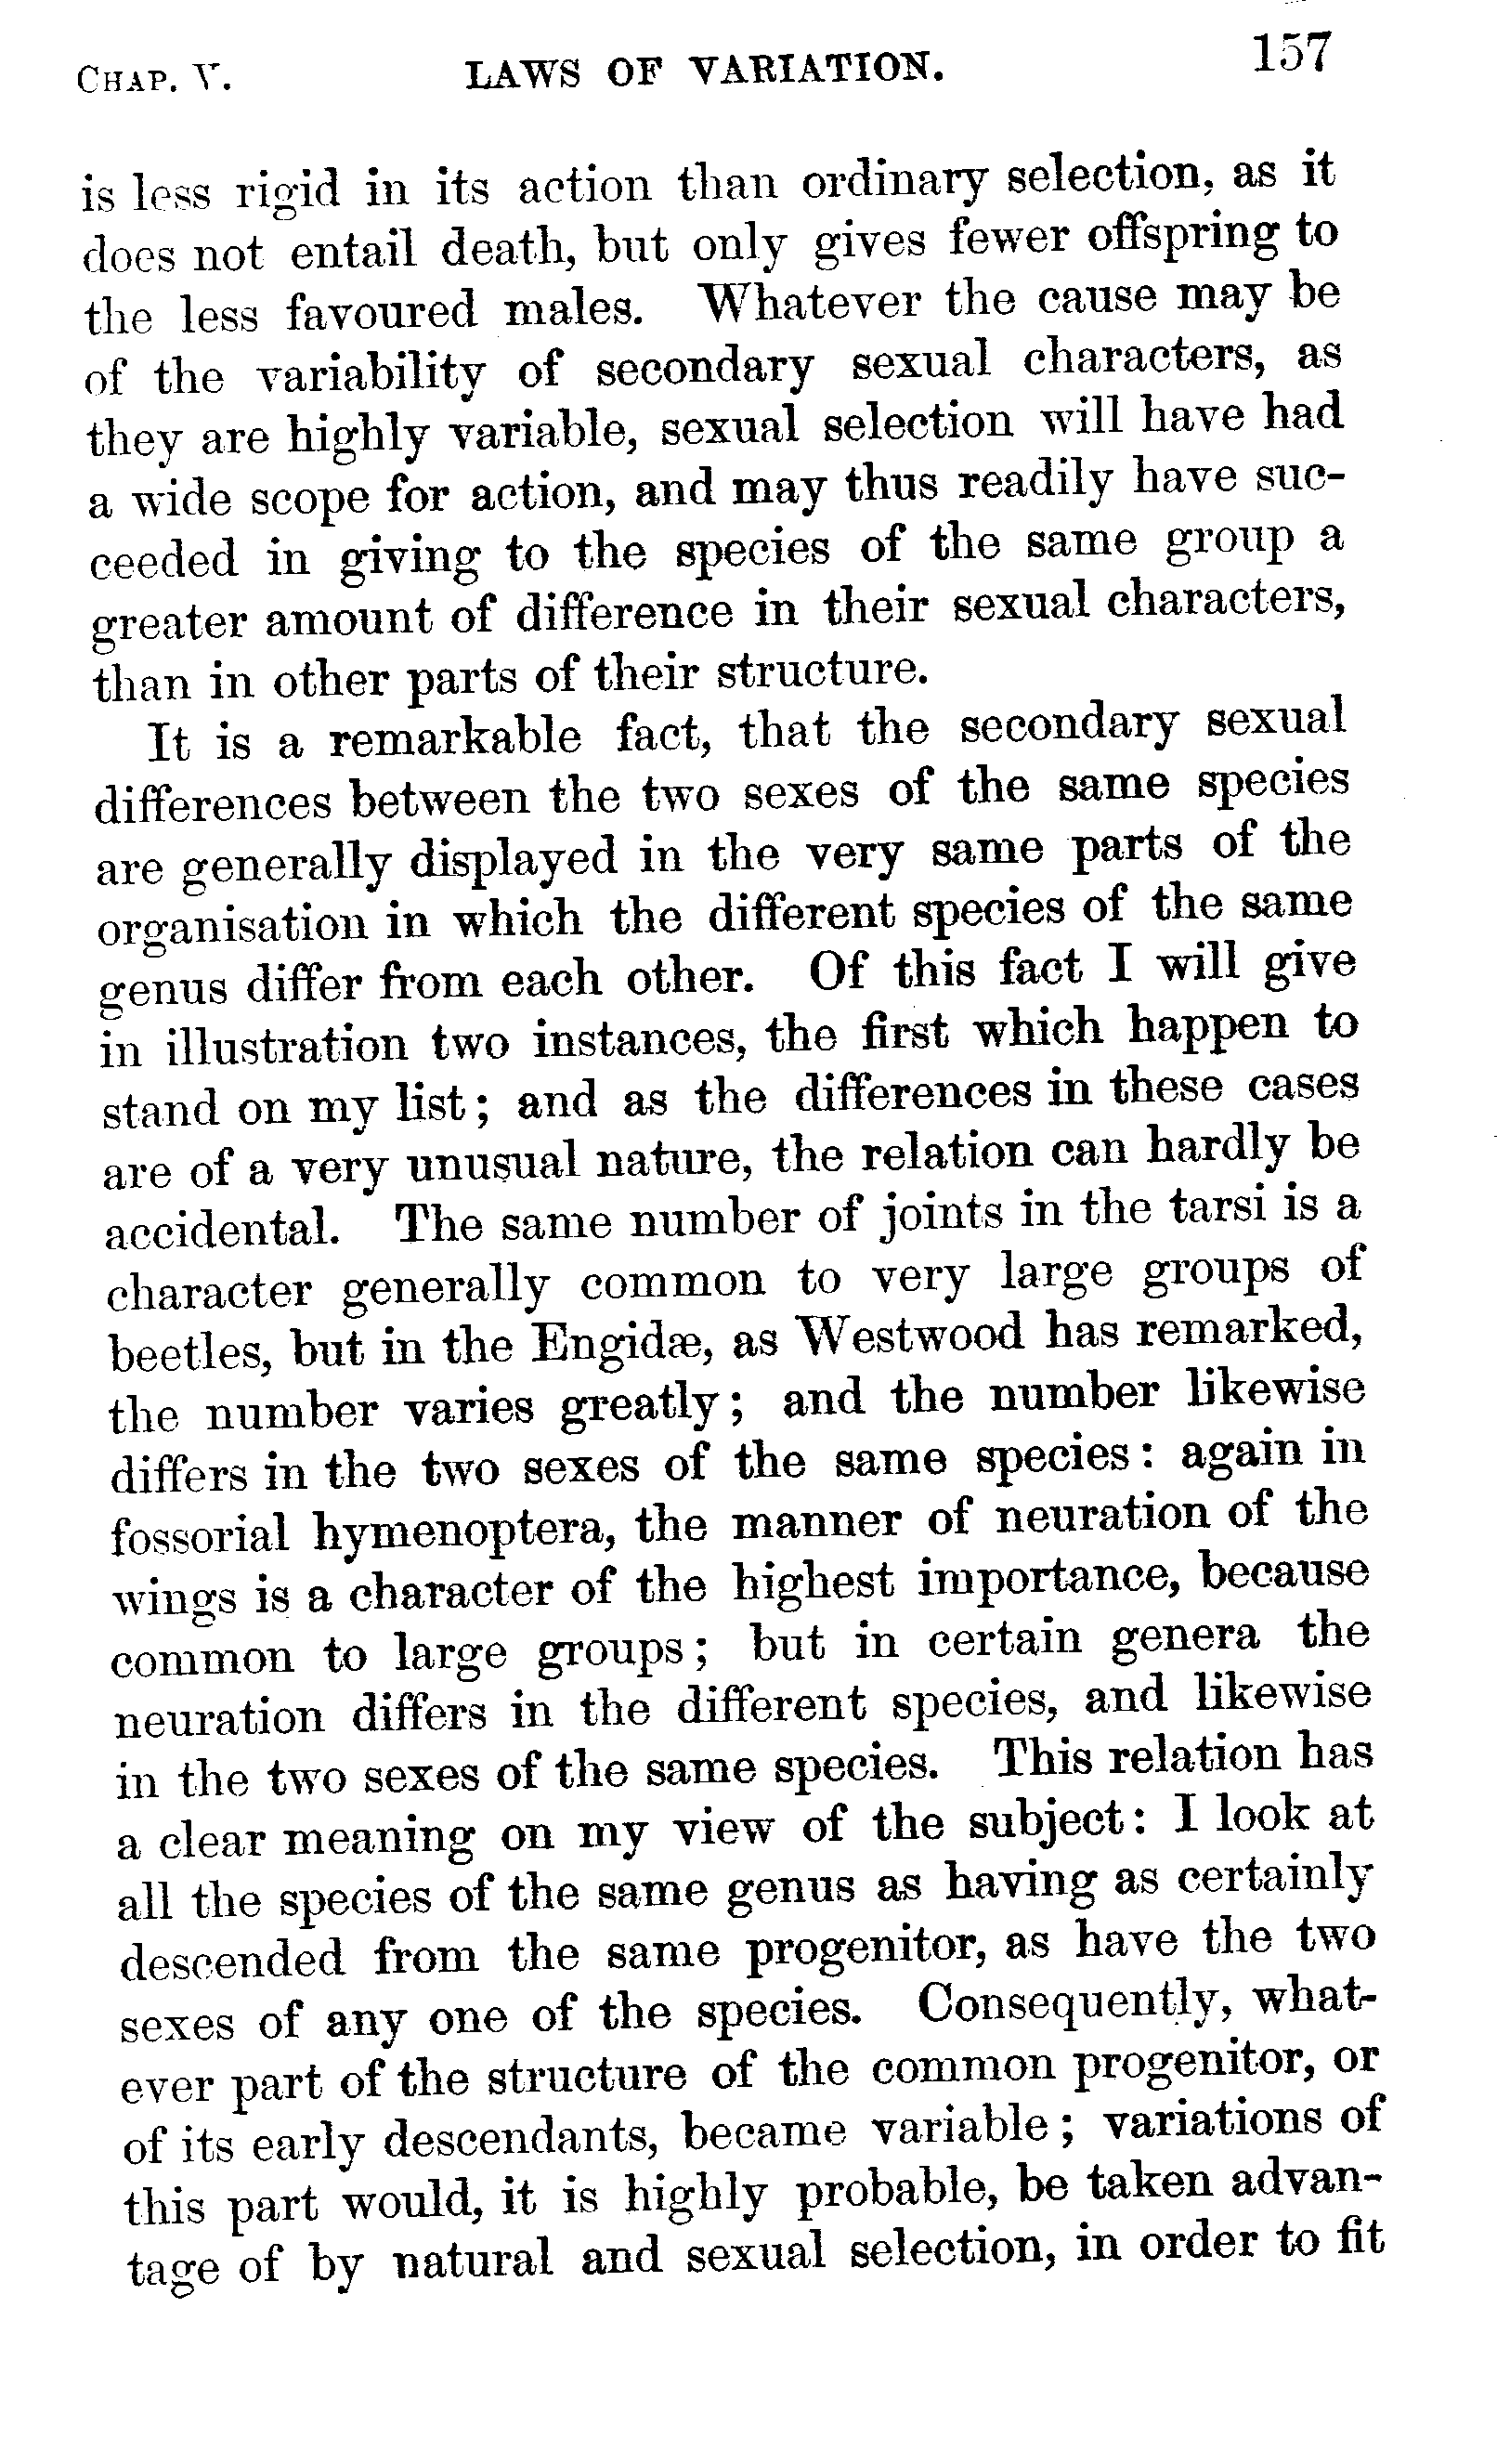 CHAP. V. LAWS OF VARIATION. 157
is less rigid in its action than ordinary selection, as it
does not entail death, but only gives fewer offspring to
the less favoured males. Whatever the cause may be
of the variability of secondary sexual characters, as
they are highly variable, sexual selection will have had
a wide scope for action, and may thus readily have suc-
ceeded in giving to the species of the same group a
greater amount of difference in their sexual characters,
than in other parts of their structure.
It is a remarkable fact, that the secondary sexual
differences between the two sexes of the same species
are generally displayed in the very same parts of the
organisation in which the different species of the same
genus differ from each other. Of this fact I will give
in illustration two instances, the first which happen to
stand on my list; and as the differences in these cases
are of a very unusual nature, the relation can hardly be
accidental. The same number of joints in the tarsi is a
character generally common to very large groups of
beetles, but in the Engidæ, as Westwood has remarked,
the number varies greatly; and the number likewise
differs in the two sexes of the same species: again in
fossorial hymenoptera, the manner of neuration of the
wings is a character of the highest importance, because
common to large groups; but in certain genera the
neuration differs in the different species, and likewise
in the two sexes of the same species. This relation has
a clear meaning on my view of the subject: I look at
all the species of the same genus as having as certainly
descended from the same progenitor, as have the two
sexes of any one of the species. Consequently, what-
ever part of the structure of the common progenitor, or
of its early descendants, became variable; variations of
this part would, it is highly probable, be taken advan-
tage of by natural and sexual selection, in order to fit